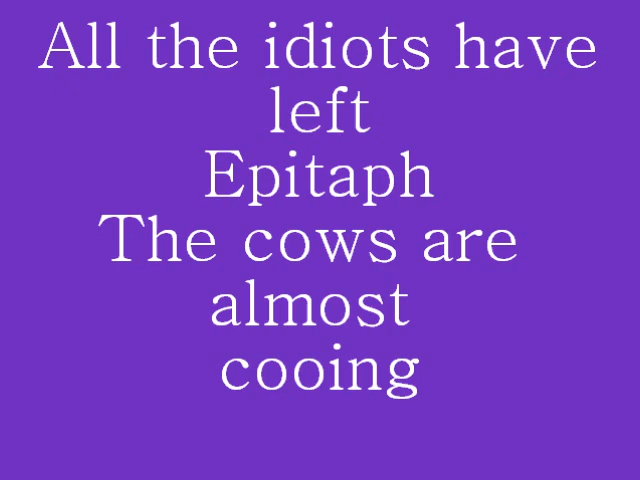 All the idiots have
left
Epitaph
The cows are
almost
cooing